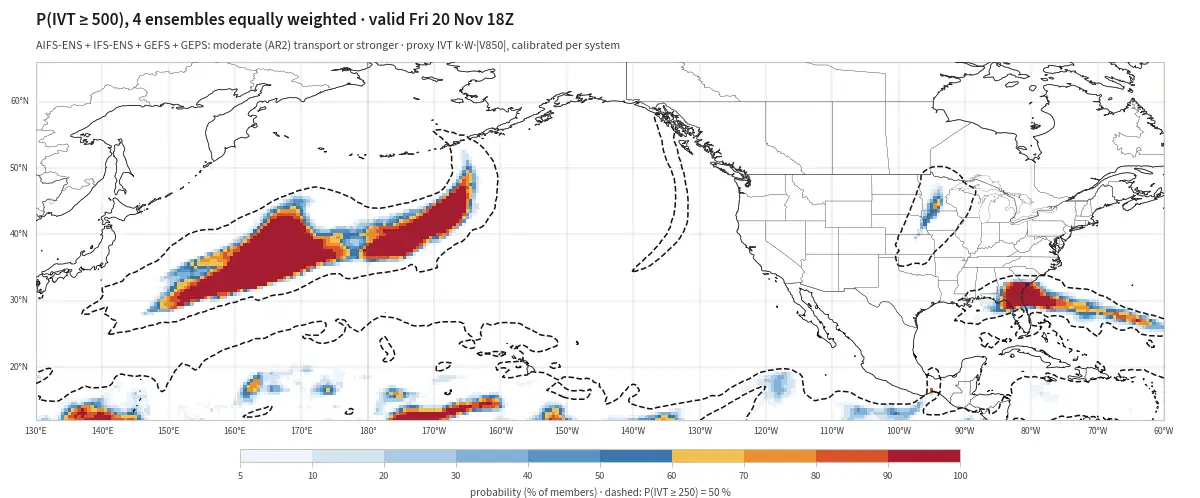 P(IVT ≥ 500), 4 ensembles equally weighted · valid Fri 20 Nov 18Z
AIFS-ENS + IFS-ENS + GEFS + GEPS: moderate (AR2) transport or stronger · proxy IVT k·W·|V850|, calibrated per system
60°N
50°N
40°N
30°N
20°N
130°E 140°E 150°E 160°E 170°E 180° 170°W 160°W 150°W 140°W 130°W 120°W 110°W 100°W 90°W 80°W 70°W 60°W
5 10 20 30 40 50 60 70 80 90 100
probability (% of members) · dashed: P(IVT ≥ 250) = 50 %